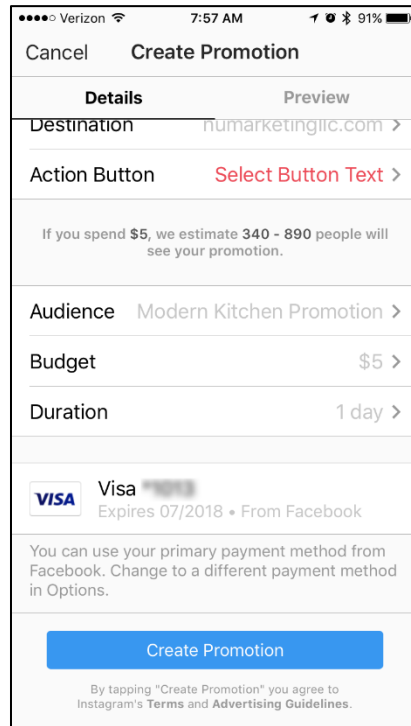 Verizon 7:57 AM 91%
Cancel Create Promotion
Details Preview
Destination numarketingllc.com >
Action Button Select Button Text >
If you spend $5, we estimate 340 - 890 people will
see your promotion.
Audience Modern Kitchen Promotion >
Budget $5 >
Duration 1 day >
VISA Visa
Expires 07/2018 • From Facebook
You can use your primary payment method from
Facebook. Change to a different payment method
in Options.
Create Promotion
By tapping "Create Promotion" you agree to
Instagram's Terms and Advertising Guidelines.